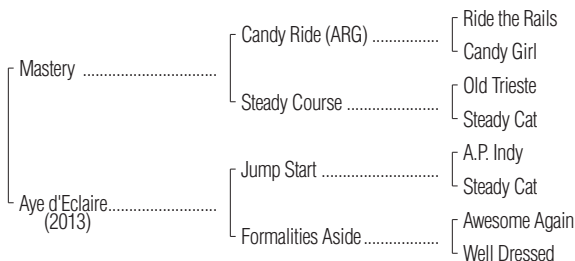 Ride the Rails
Candy Ride (ARG) ................
Candy Girl
Mastery ................................
Old Trieste
Steady Course ......................
Steady Cat
A.P. Indy
Jump Start ............................
Steady Cat
Aye d'Eclaire..........................
(2013)
Awesome Again
Formalities Aside..................
Well Dressed